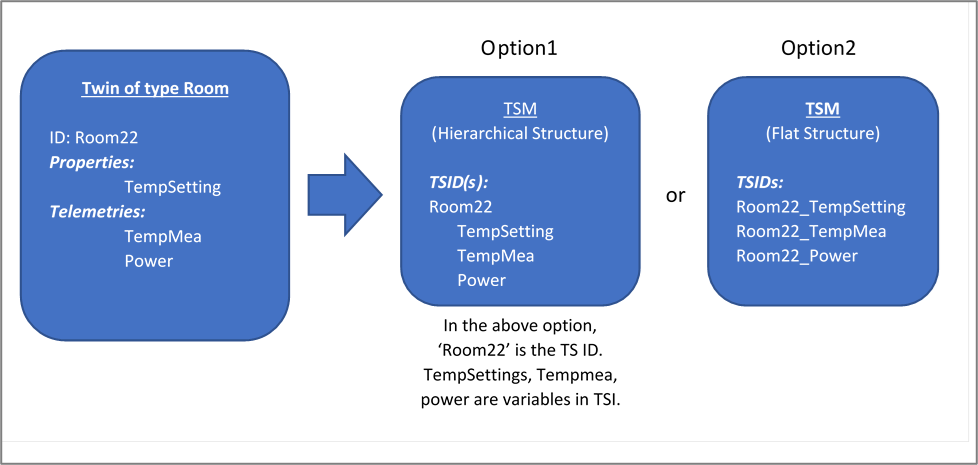 Twin of type Room
ID: Room22
Properties:
TempSetting
Telemetries:
TempMea
Power
Option1
TSM
(Hierarchical Structure)
TSID(s):
Room22
TempSetting
TempMea
Power
In the above option,
‘Room22’ is the TS ID.
TempSettings, Tempmea,
power are variables in TSI.
or
Option2
TSM
(Flat Structure)
TSIDs:
Room22_TempSetting
Room22_TempMea
Room22_Power